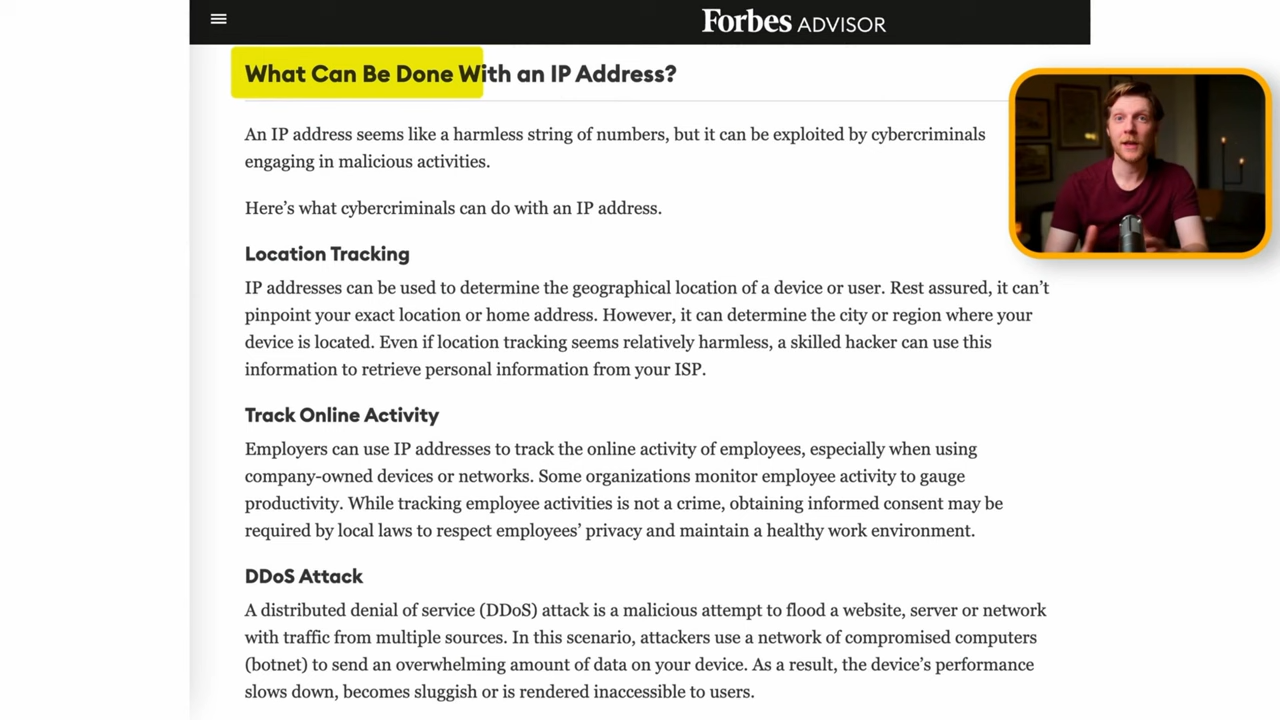 Forbes ADVISOR
What Can Be Done With an IP Address?
An IP address seems like a harmless string of numbers, but it can be exploited by cybercriminals
engaging in malicious activities.
Here’s what cybercriminals can do with an IP address.
Location Tracking
IP addresses can be used to determine the geographical location of a device or user. Rest assured, it can’t
pinpoint your exact location or home address. However, it can determine the city or region where your
device is located. Even if location tracking seems relatively harmless, a skilled hacker can use this
information to retrieve personal information from your ISP.
Track Online Activity
Employers can use IP addresses to track the online activity of employees, especially when using
company-owned devices or networks. Some organizations monitor employee activity to gauge
productivity. While tracking employee activities is not a crime, obtaining informed consent may be
required by local laws to respect employees’ privacy and maintain a healthy work environment.
DDoS Attack
A distributed denial of service (DDoS) attack is a malicious attempt to flood a website, server or network
with traffic from multiple sources. In this scenario, attackers use a network of compromised computers
(botnet) to send an overwhelming amount of data on your device. As a result, the device’s performance
slows down, becomes sluggish or is rendered inaccessible to users.